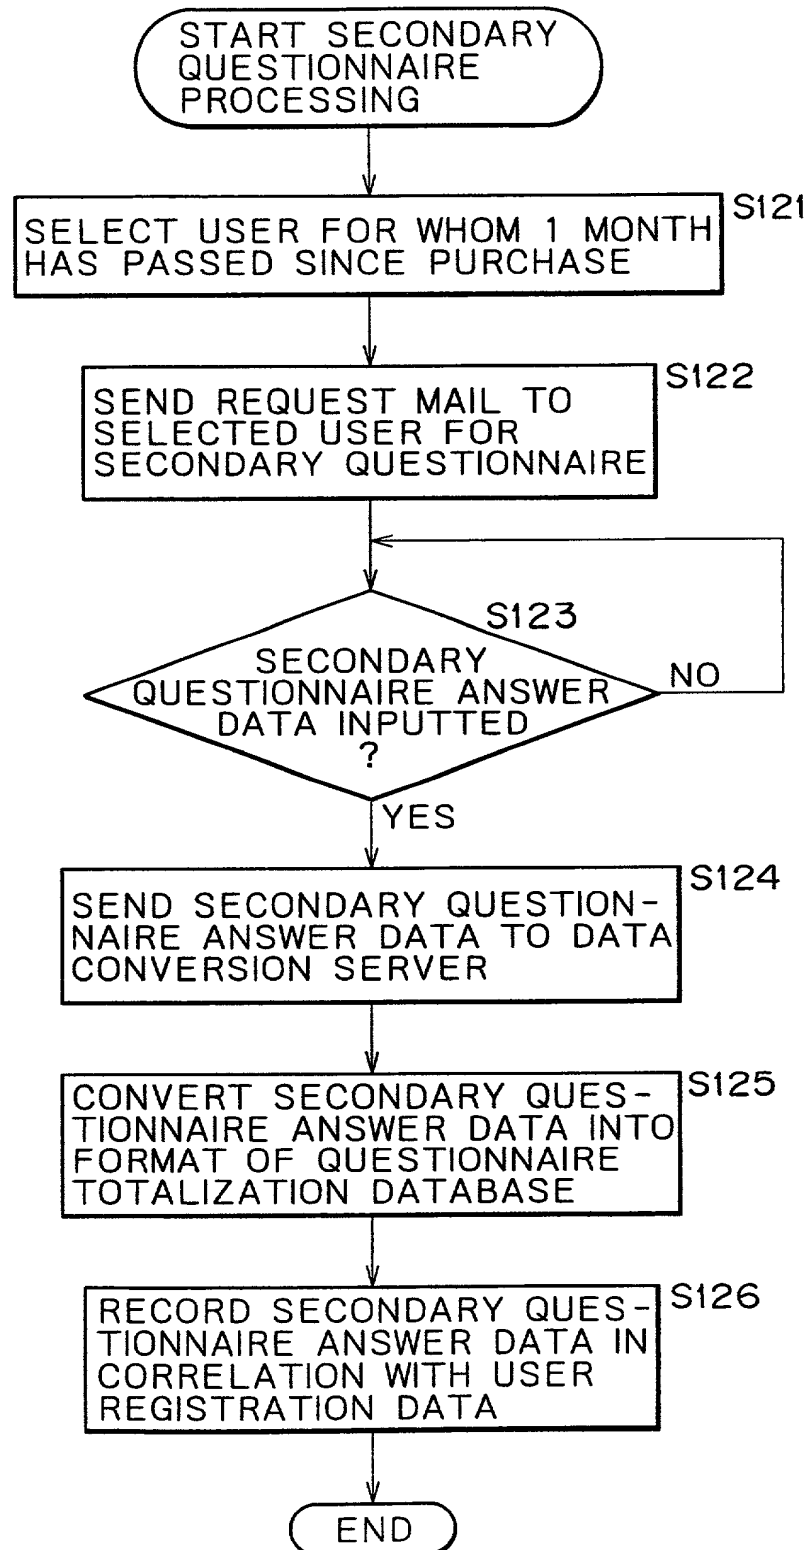 START SECONDARY
QUESTIONNAIRE
PROCESSING
S121
SELECT USER FOR WHOM 1 MONTH
HAS PASSED SINCE PURCHASE
S122
SEND REQUEST MAIL TO
SELECTED USER FOR
SECONDARY QUESTIONNAIRE
S123
SECONDARY
QUESTIONNAIRE ANSWER
DATA INPUTTED
?
NO
YES
S124
SEND SECONDARY QUESTION-
NAIRE ANSWER DATA TO DATA
CONVERSION SERVER
S125
CONVERT SECONDARY QUES-
TIONNAIRE ANSWER DATA INTO
FORMAT OF QUESTIONNAIRE
TOTALIZATION DATABASE
S126
RECORD SECONDARY QUES-
TIONNAIRE ANSWER DATA IN
CORRELATION WITH USER
REGISTRATION DATA
END